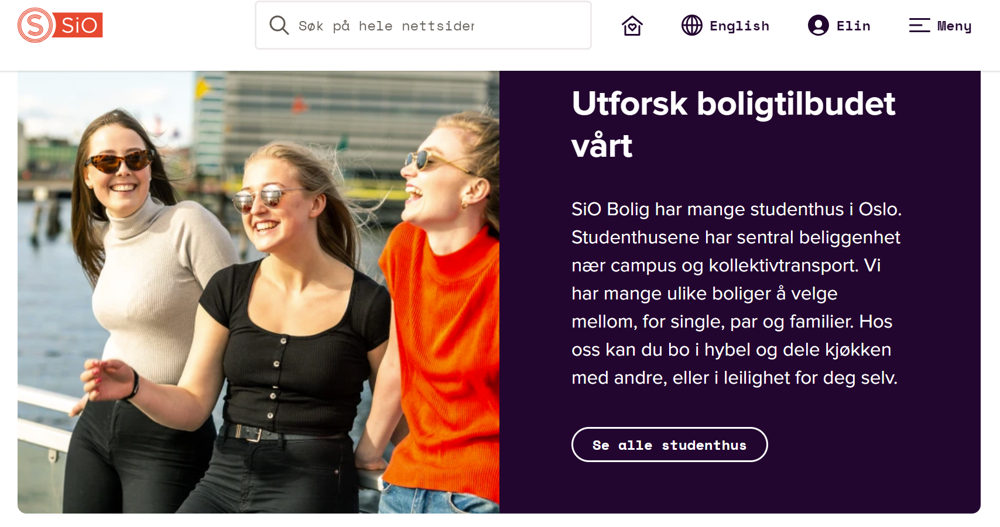 SiO
Søk på hele nettsider
English
Elin
Meny
Utforsk boligtilbudet
vårt
SiO Bolig har mange studenthus i Oslo.
Studenthusene har sentral beliggenhet
nær campus og kollektivtransport. Vi
har mange ulike boliger å velge
mellom, for single, par og familier. Hos
oss kan du bo i hybel og dele kjøkken
med andre, eller i leilighet for deg selv.
Se alle studenthus